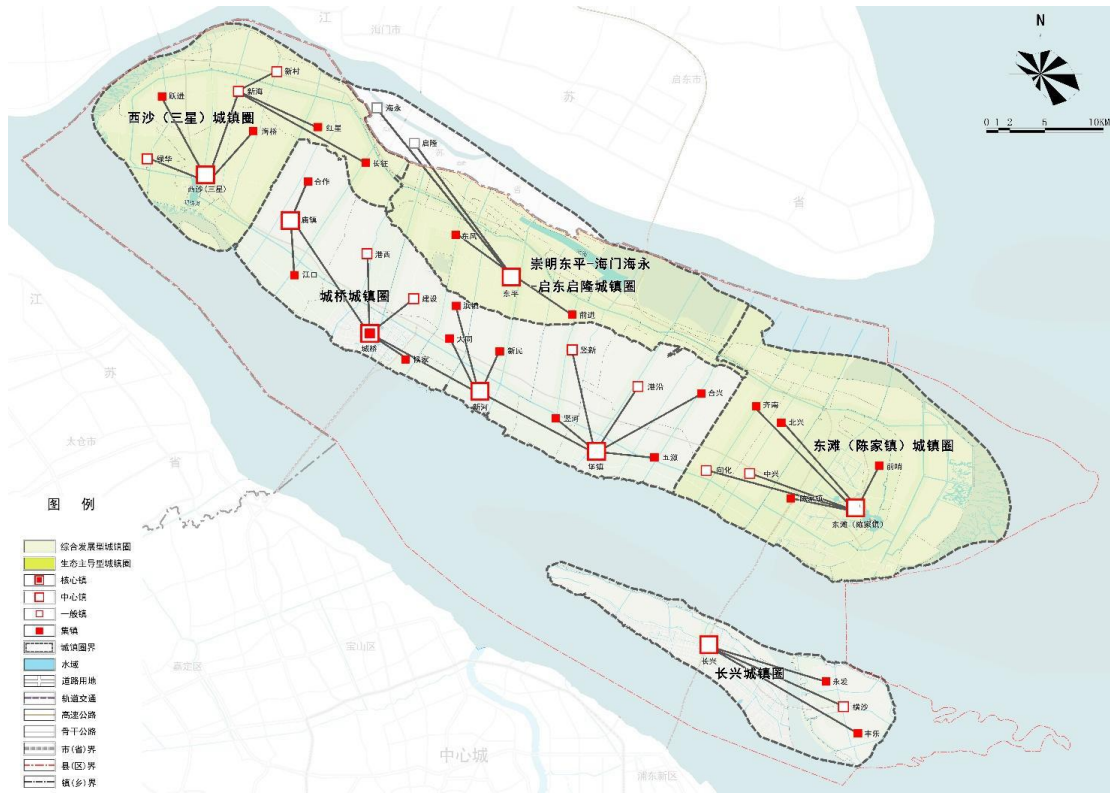 江
海门市
苏
启东市
省
N
0 1 2 5 10KM
新村
新海
跃进
海永
西沙（三星）城镇圈
红星
海桥
启隆
苏
省
绿华
长征
西沙（三星）
合作
庙镇
东风
港西
崇明东平-海门海永
-启东启隆城镇圈
江口
东平
城桥城镇圈
建设
浜镇
前进
江
苏
省
太仓市
城桥
大同
新民
竖新
侯家
港沿
合兴
新河
齐南
竖河
北兴
东滩（陈家镇）城镇圈
堡镇
五滧
向化
中兴
前哨
陈家镇
东滩（陈家镇）
图 例
综合发展型城镇圈
生态主导型城镇圈
核心镇
中心镇
一般镇
集镇
城镇圈界
水域
道路用地
轨道交通
高速公路
骨干公路
市(省)界
县(区)界
镇(乡)界
嘉定区
宝山区
中心城
浦东新区
长兴
长兴城镇圈
永发
横沙
丰乐